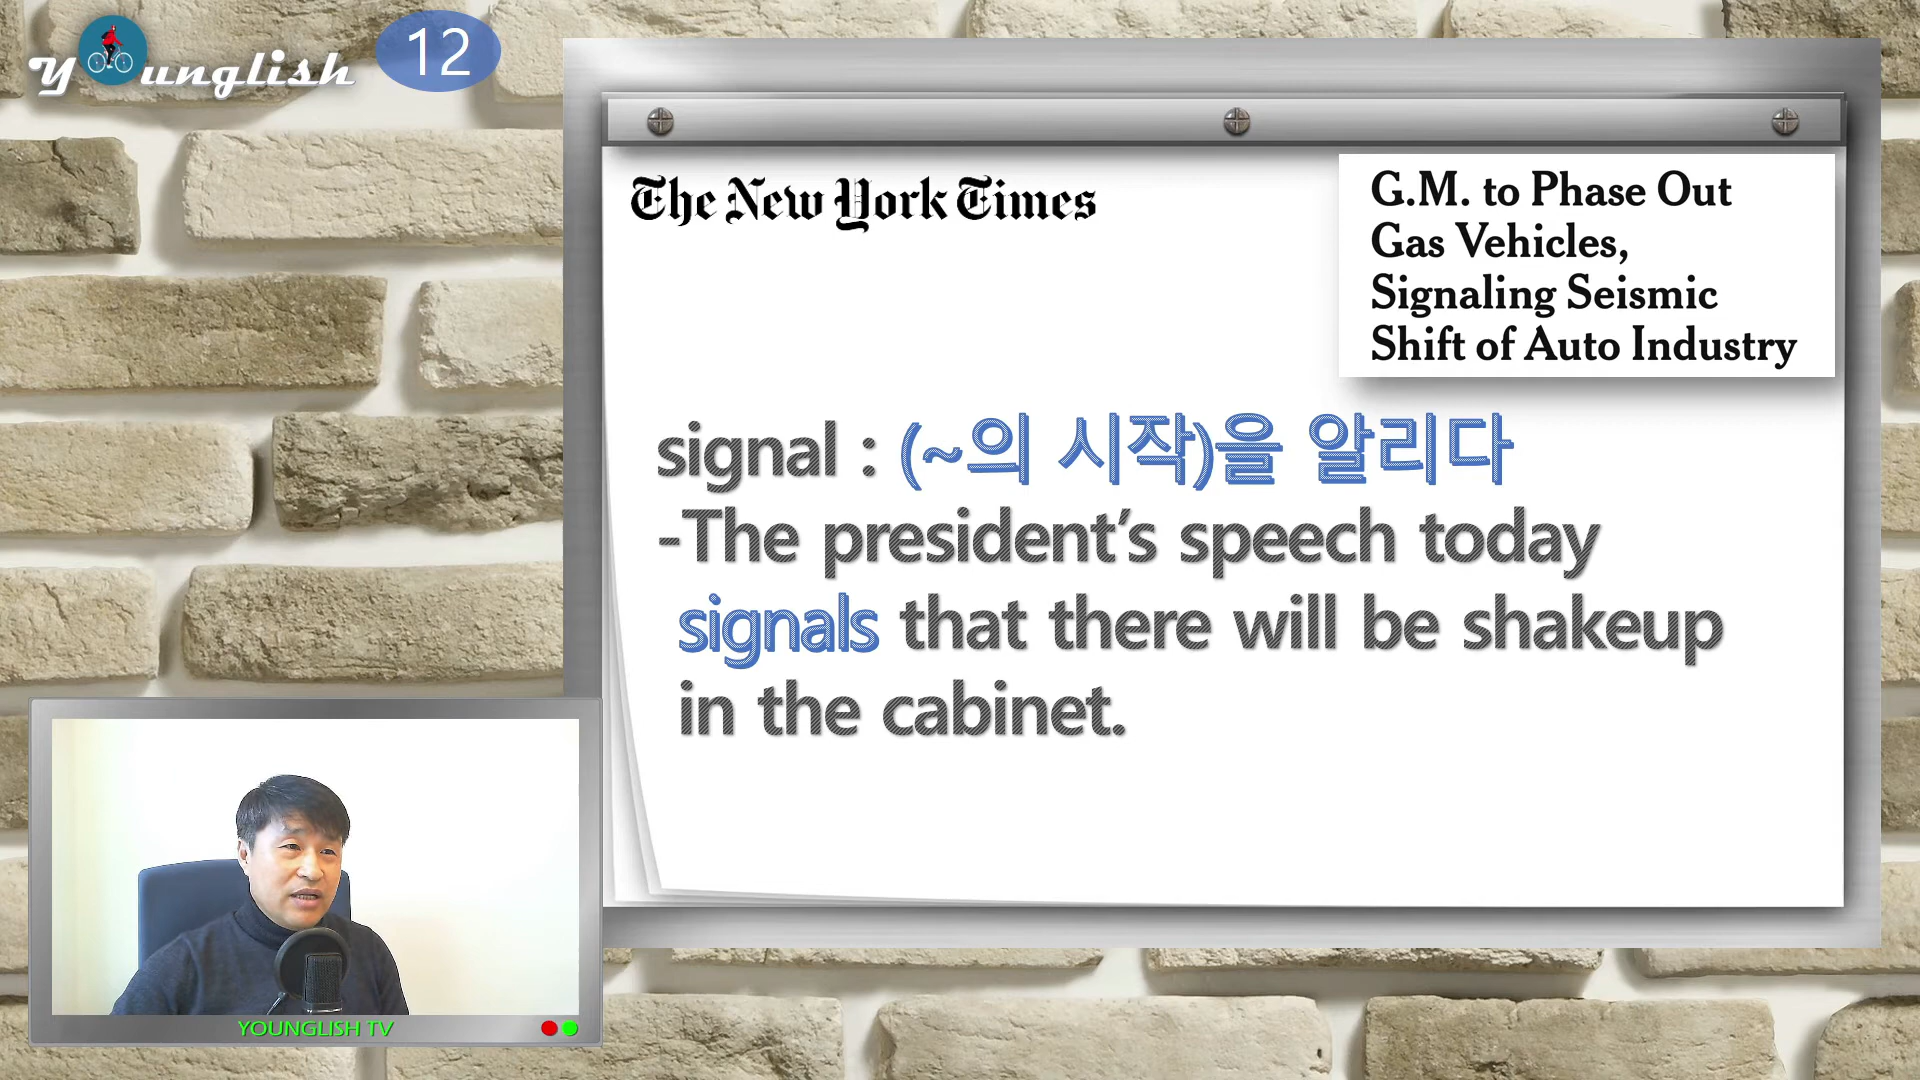 Younglish
12
The New York Times
G.M. to Phase Out
Gas Vehicles,
Signaling Seismic
Shift of Auto Industry
signal : (~의 시작)을 알리다
-The president's speech today
signals that there will be shakeup
in the cabinet.
YOUNGLISH TV